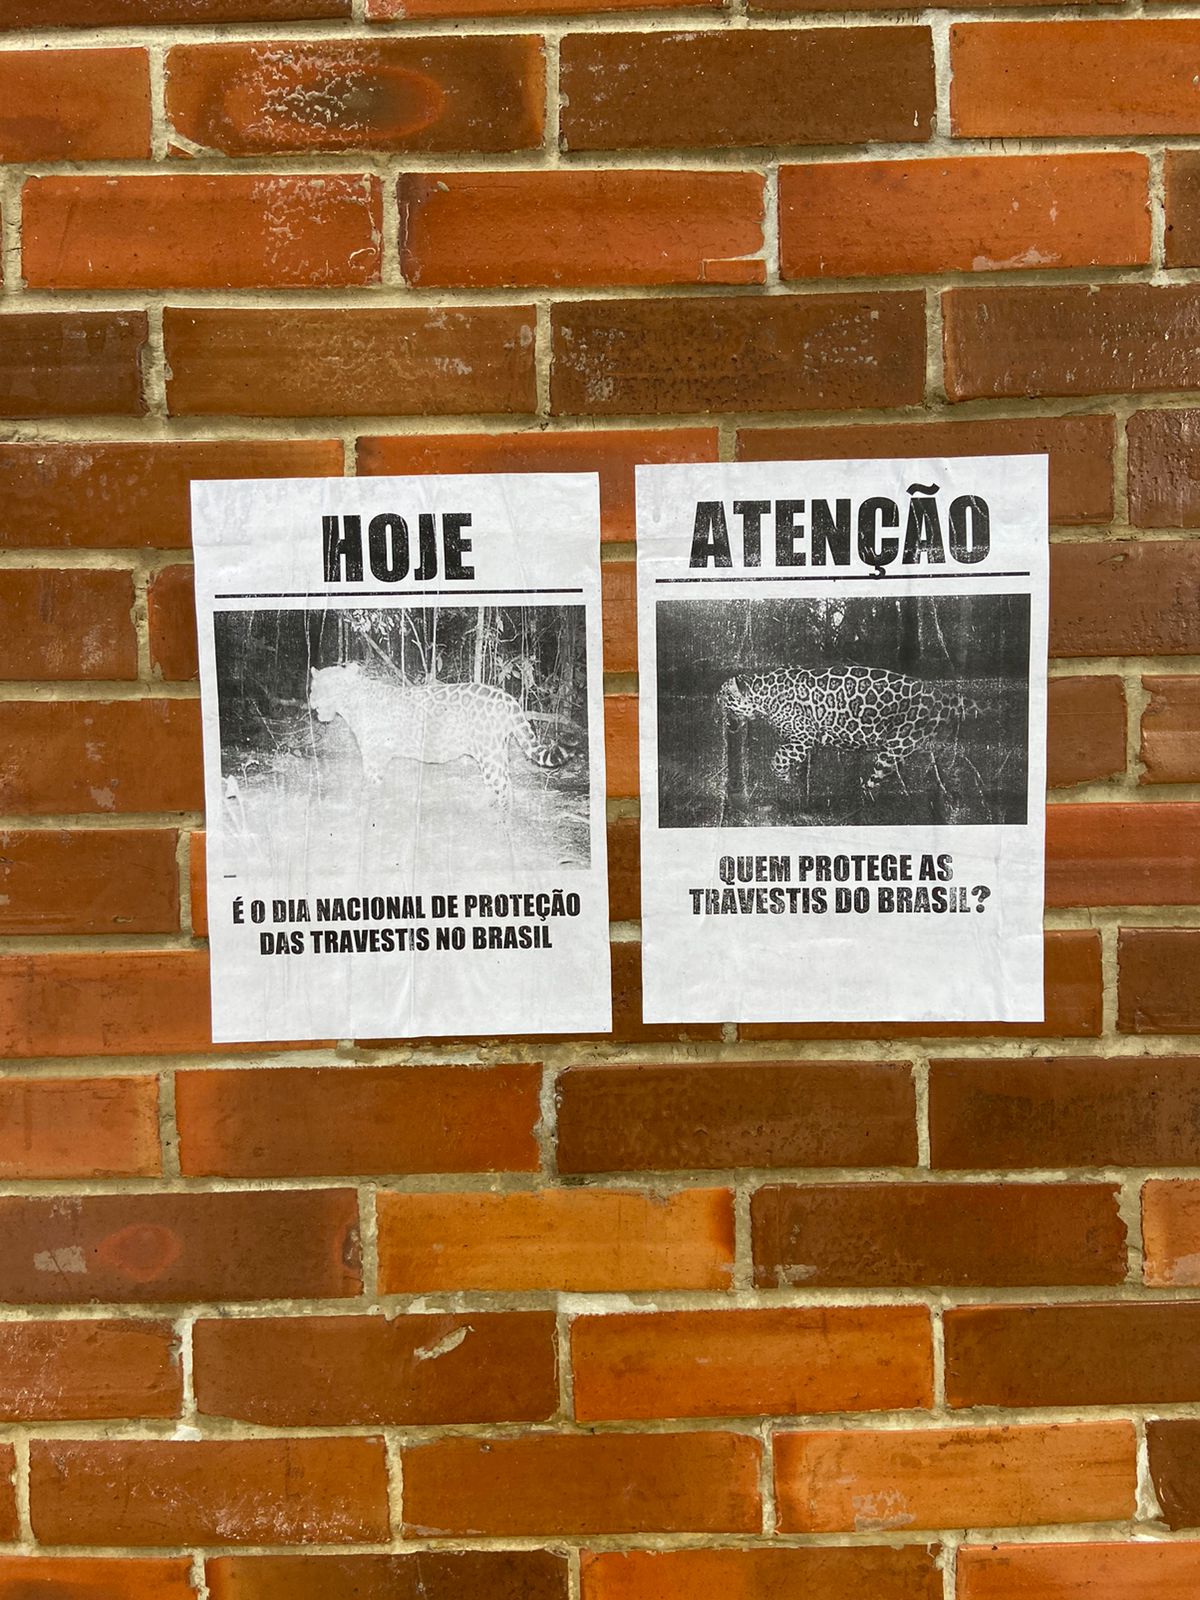 HOJE
É O DIA NACIONAL DE PROTEÇÃO
DAS TRAVESTIS NO BRASIL
ATENÇÃO
QUEM PROTEGE AS
TRAVESTIS DO BRASIL?